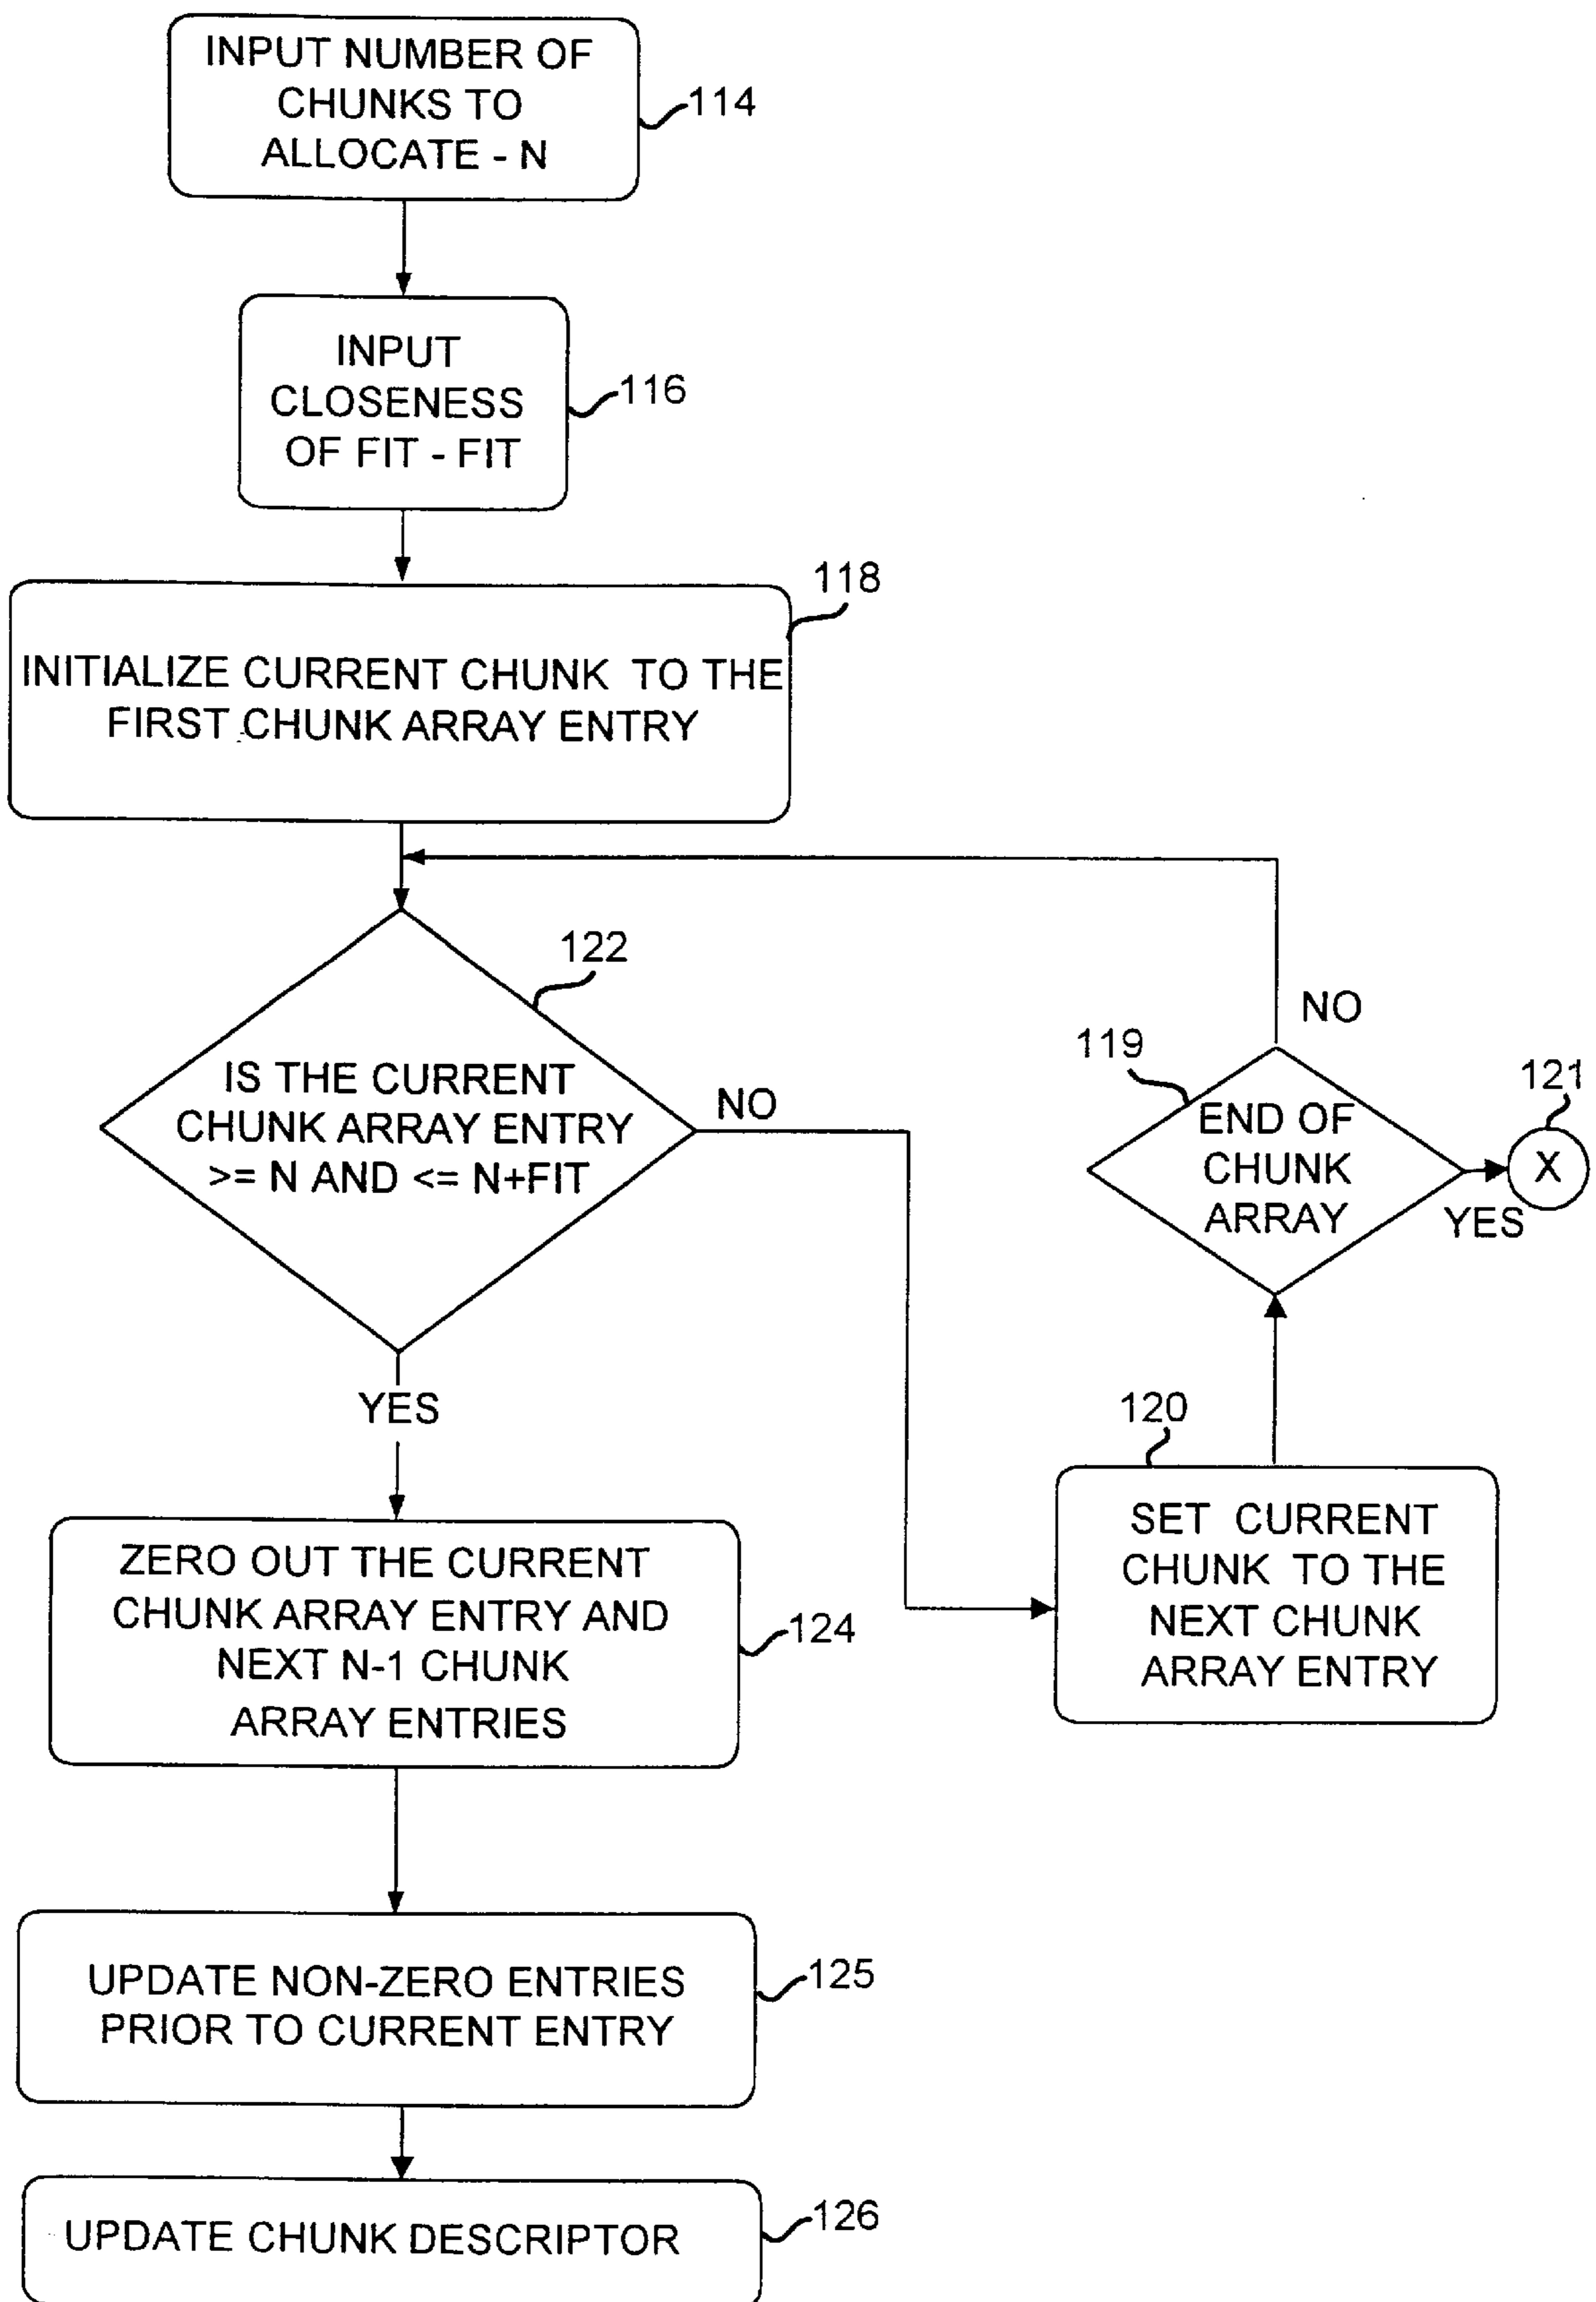 INPUT NUMBER OF
CHUNKS TO
ALLOCATE - N
114
INPUT
CLOSENESS
OF FIT - FIT
116
118
INITIALIZE CURRENT CHUNK TO THE
FIRST CHUNK ARRAY ENTRY
122
IS THE CURRENT
CHUNK ARRAY ENTRY
>= N AND <= N+FIT
NO
YES
NO
119
END OF
CHUNK
ARRAY
121
X
YES
120
SET CURRENT
CHUNK TO THE
NEXT CHUNK
ARRAY ENTRY
ZERO OUT THE CURRENT
CHUNK ARRAY ENTRY AND
NEXT N-1 CHUNK
ARRAY ENTRIES
124
UPDATE NON-ZERO ENTRIES
PRIOR TO CURRENT ENTRY
125
UPDATE CHUNK DESCRIPTOR
126